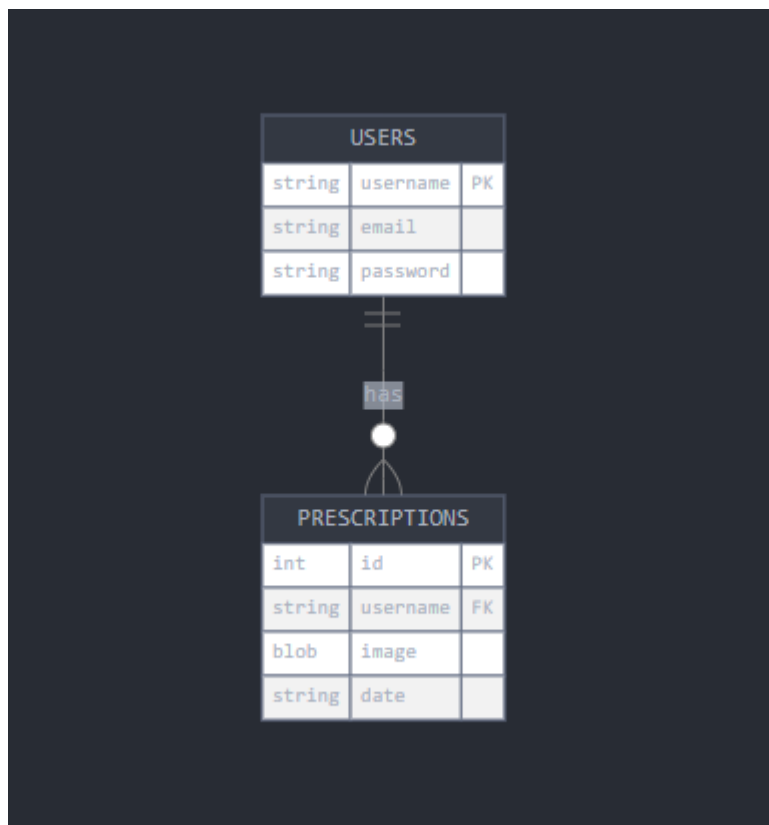 USERS
string username PK
string email
string password
has
PRESCRIPTIONS
int id PK
string username FK
blob image
string date